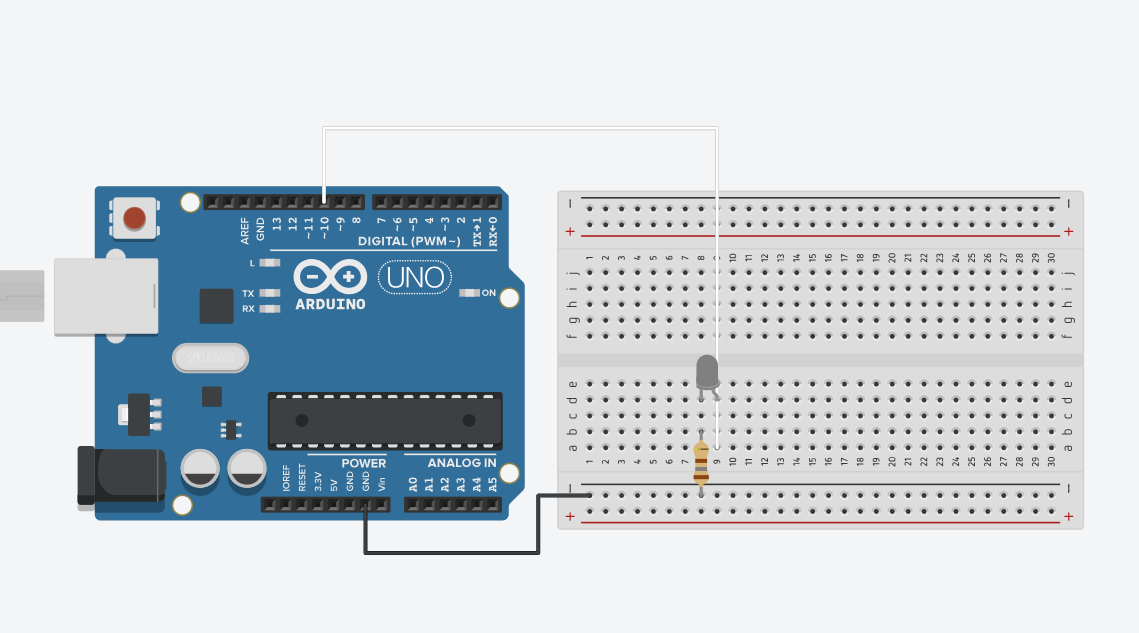 AREF GND 13 12 ~11 ~10 ~9 8 7 ~6 ~5 4 ~3 2 TX→1 RX←0
DIGITAL (PWM~)
L
TX
RX
ARDUINO
UNO
ON
SPK16.000G
POWER
ANALOG IN
IOREF RESET 3.3V 5V GND GND Vin A0 A1 A2 A3 A4 A5
− −
+ +
1 2 3 4 5 6 7 8 9 10 11 12 13 14 15 16 17 18 19 20 21 22 23 24 25 26 27 28 29 30
j j
i i
h h
g g
f f
e e
d d
c c
b b
a a
1 2 3 4 5 6 7 8 9 10 11 12 13 14 15 16 17 18 19 20 21 22 23 24 25 26 27 28 29 30
− −
+ +